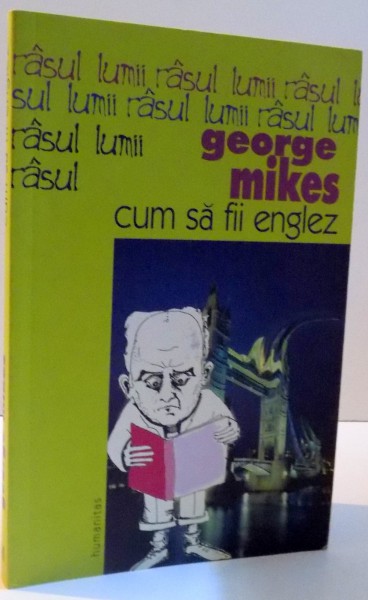 râsul lumii râsul lumii râsul lu
sul lumii râsul lumii râsul lum
râsul lumii
râsul
george
mikes
cum să fii englez
humanitas